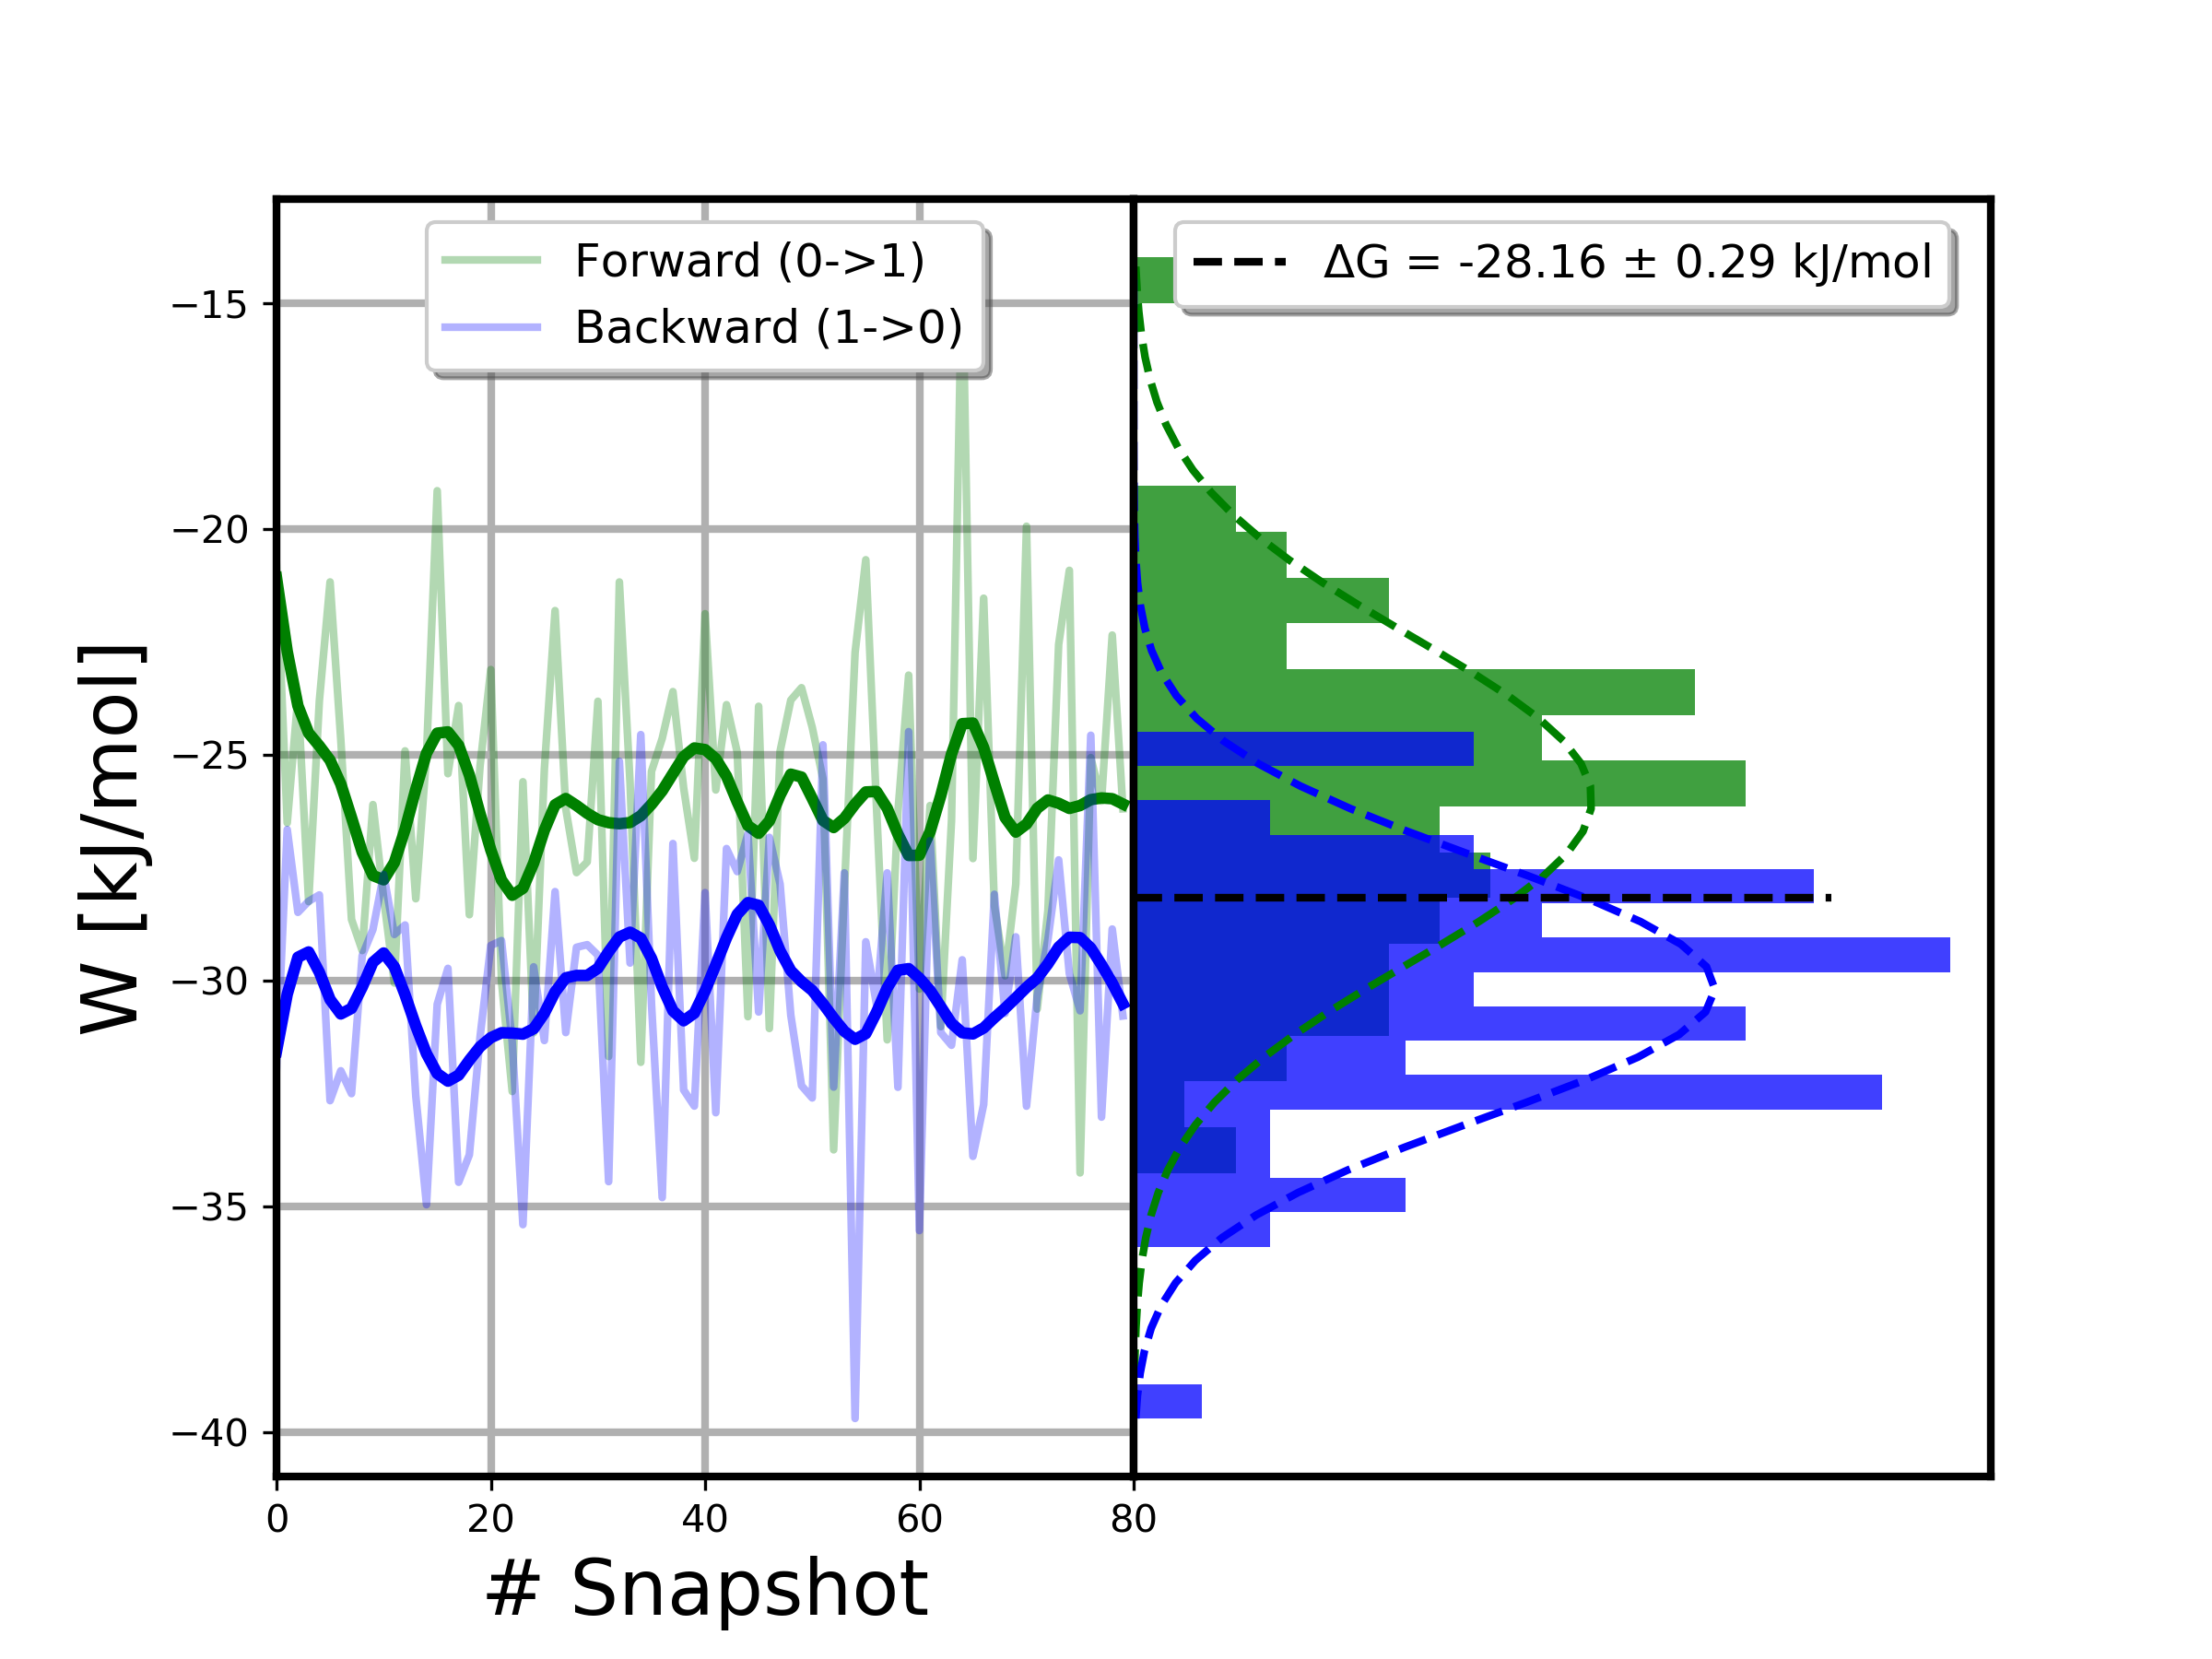 Forward (0->1)
Backward (1->0)
ΔG = -28.16 ± 0.29 kJ/mol
W [kJ/mol]
−15
−20
−25
−30
−35
−40
0 20 40 60 80
# Snapshot